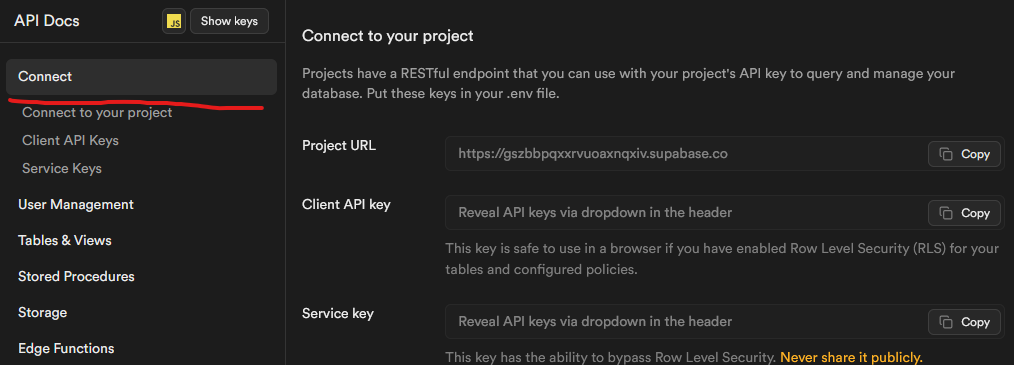 API Docs
JS
Show keys
Connect
Connect to your project
Client API Keys
Service Keys
User Management
Tables & Views
Stored Procedures
Storage
Edge Functions
Connect to your project
Projects have a RESTful endpoint that you can use with your project's API key to query and manage your
database. Put these keys in your .env file.
Project URL
https://gszbbpqxxrvuoaxnqxiv.supabase.co
Copy
Client API key
Reveal API keys via dropdown in the header
Copy
This key is safe to use in a browser if you have enabled Row Level Security (RLS) for your
tables and configured policies.
Service key
Reveal API keys via dropdown in the header
Copy
This key has the ability to bypass Row Level Security. Never share it publicly.